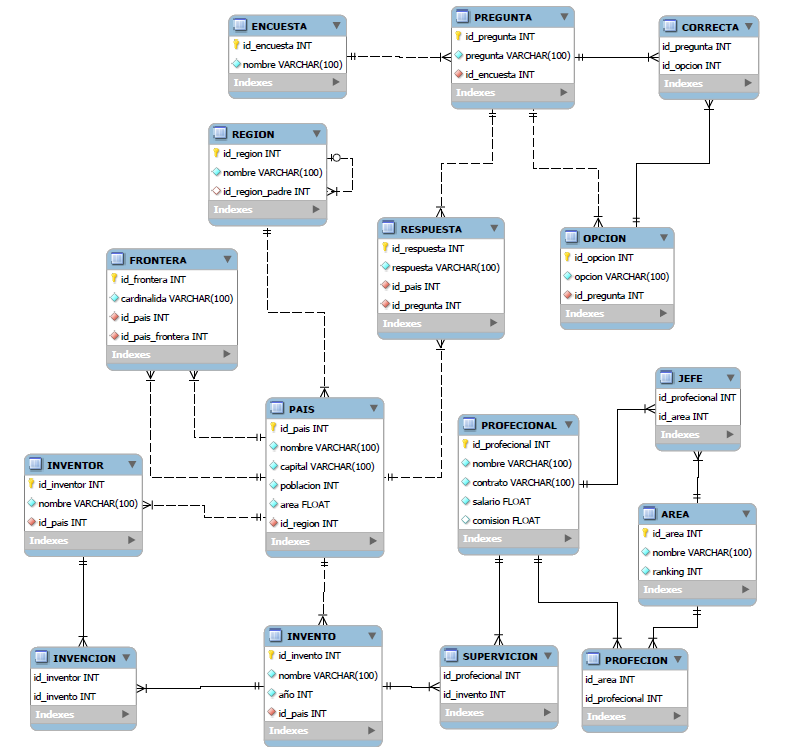 ENCUESTA
id_encuesta INT
nombre VARCHAR(100)
Indexes
PREGUNTA
id_pregunta INT
pregunta VARCHAR(100)
id_encuesta INT
Indexes
CORRECTA
id_pregunta INT
id_opcion INT
Indexes
REGION
id_region INT
nombre VARCHAR(100)
id_region_padre INT
Indexes
RESPUESTA
id_respuesta INT
respuesta VARCHAR(100)
id_pais INT
id_pregunta INT
Indexes
OPCION
id_opcion INT
opcion VARCHAR(100)
id_pregunta INT
Indexes
FRONTERA
id_frontera INT
cardinalida VARCHAR(100)
id_pais INT
id_pais_frontera INT
Indexes
JEFE
id_profecional INT
id_area INT
Indexes
PAIS
id_pais INT
nombre VARCHAR(100)
capital VARCHAR(100)
poblacion INT
area FLOAT
id_region INT
Indexes
PROFECIONAL
id_profecional INT
nombre VARCHAR(100)
contrato VARCHAR(100)
salario FLOAT
comision FLOAT
Indexes
INVENTOR
id_inventor INT
nombre VARCHAR(100)
id_pais INT
Indexes
AREA
id_area INT
nombre VARCHAR(100)
ranking INT
Indexes
INVENCION
id_inventor INT
id_invento INT
Indexes
INVENTO
id_invento INT
nombre VARCHAR(100)
año INT
id_pais INT
Indexes
SUPERVICION
id_profecional INT
id_invento INT
Indexes
PROFECION
id_area INT
id_profecional INT
Indexes